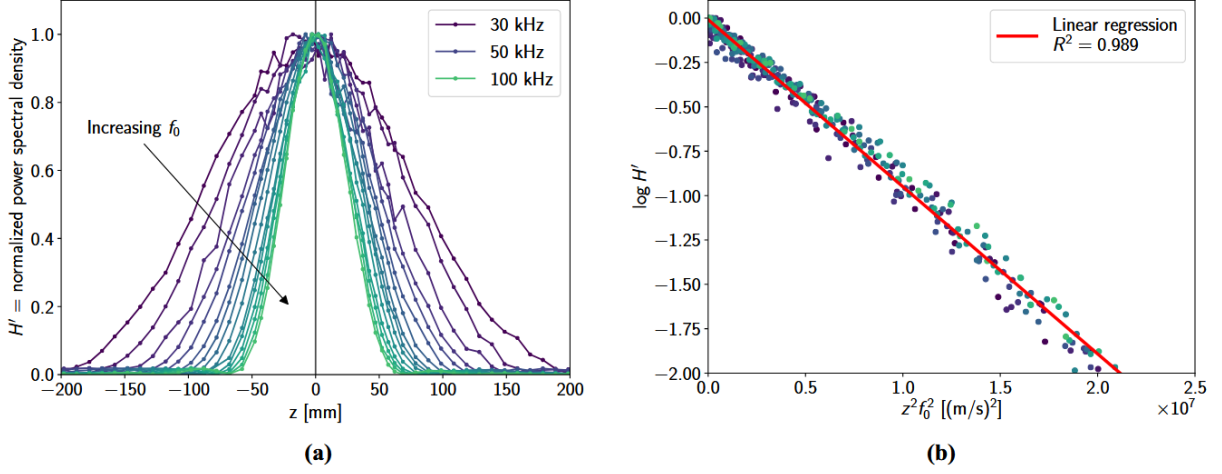 H′ = normalized power spectral density
1.0
0.8
0.6
0.4
0.2
0.0
Increasing f₀
30 kHz
50 kHz
100 kHz
−200 −150 −100 −50 0 50 100 150 200
z [mm]
(a)
log H′
0.00
−0.25
−0.50
−0.75
−1.00
−1.25
−1.50
−1.75
−2.00
Linear regression
R² = 0.989
0.0 0.5 1.0 1.5 2.0 2.5
×10⁷
z²f₀² [(m/s)²]
(b)